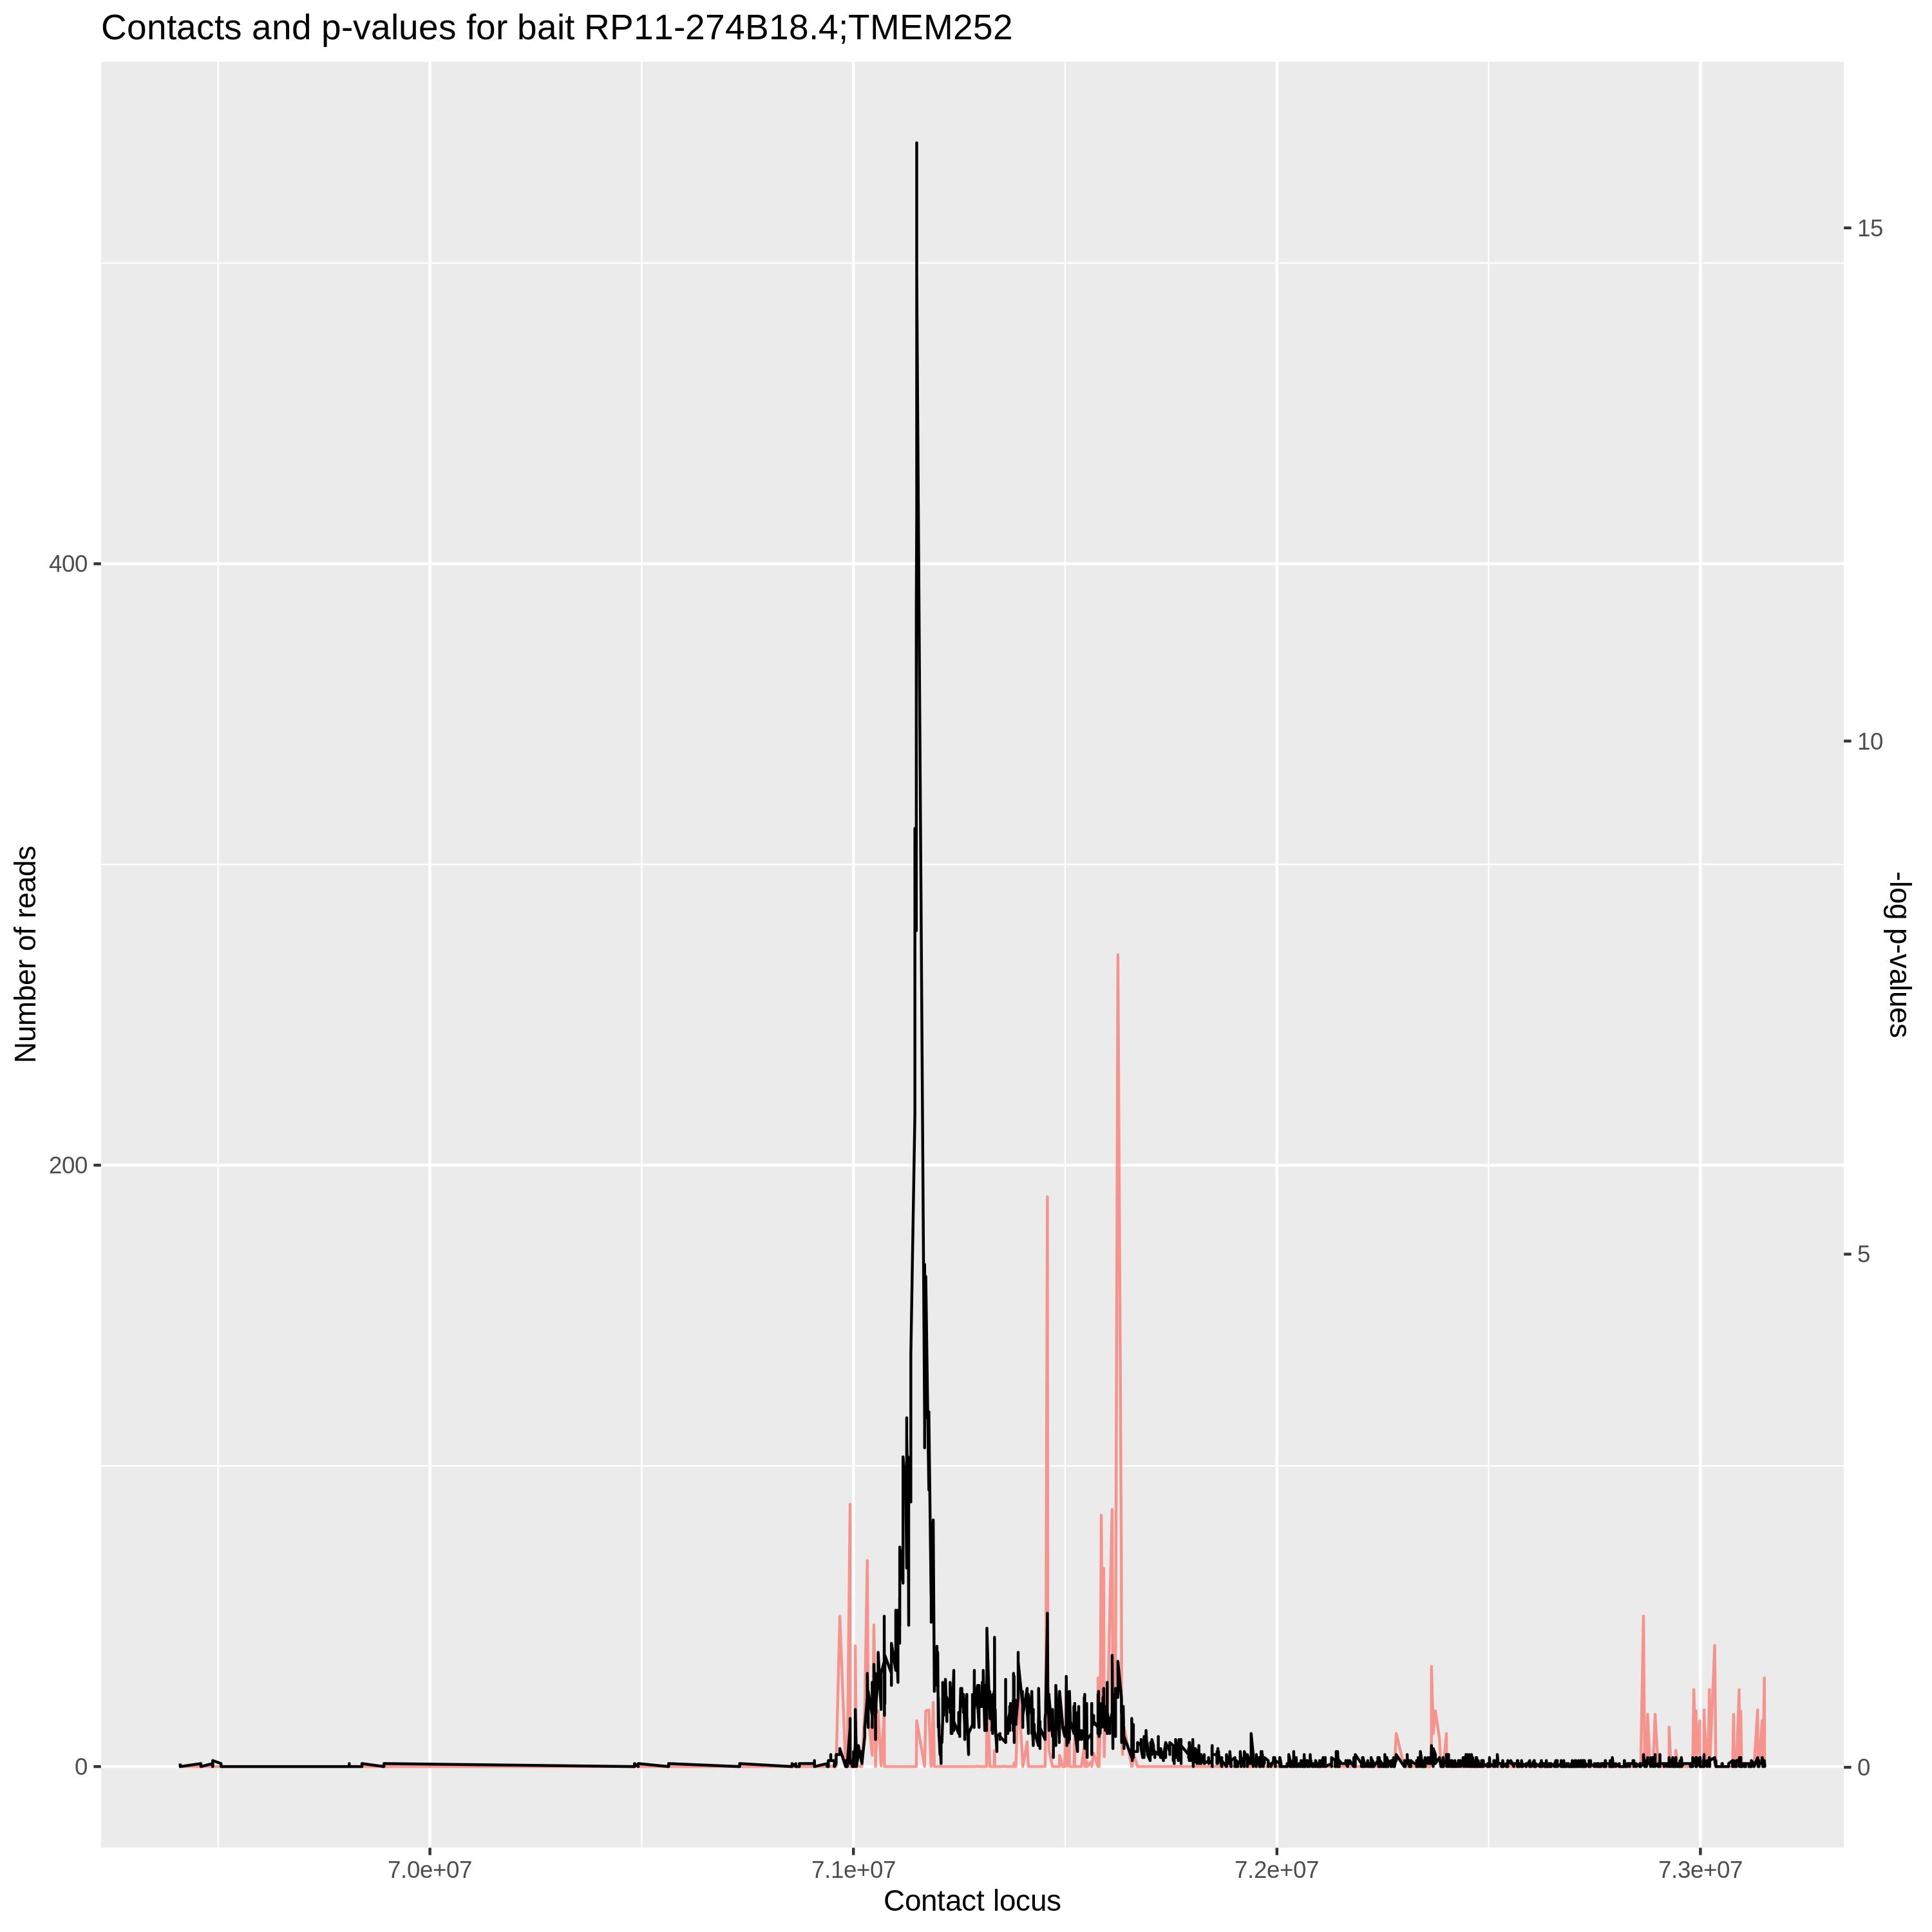 Contacts and p-values for bait RP11-274B18.4;TMEM252
15
400
10
Number of reads
-log p-values
200
5
0
0
7.0e+07 7.1e+07 7.2e+07 7.3e+07
Contact locus